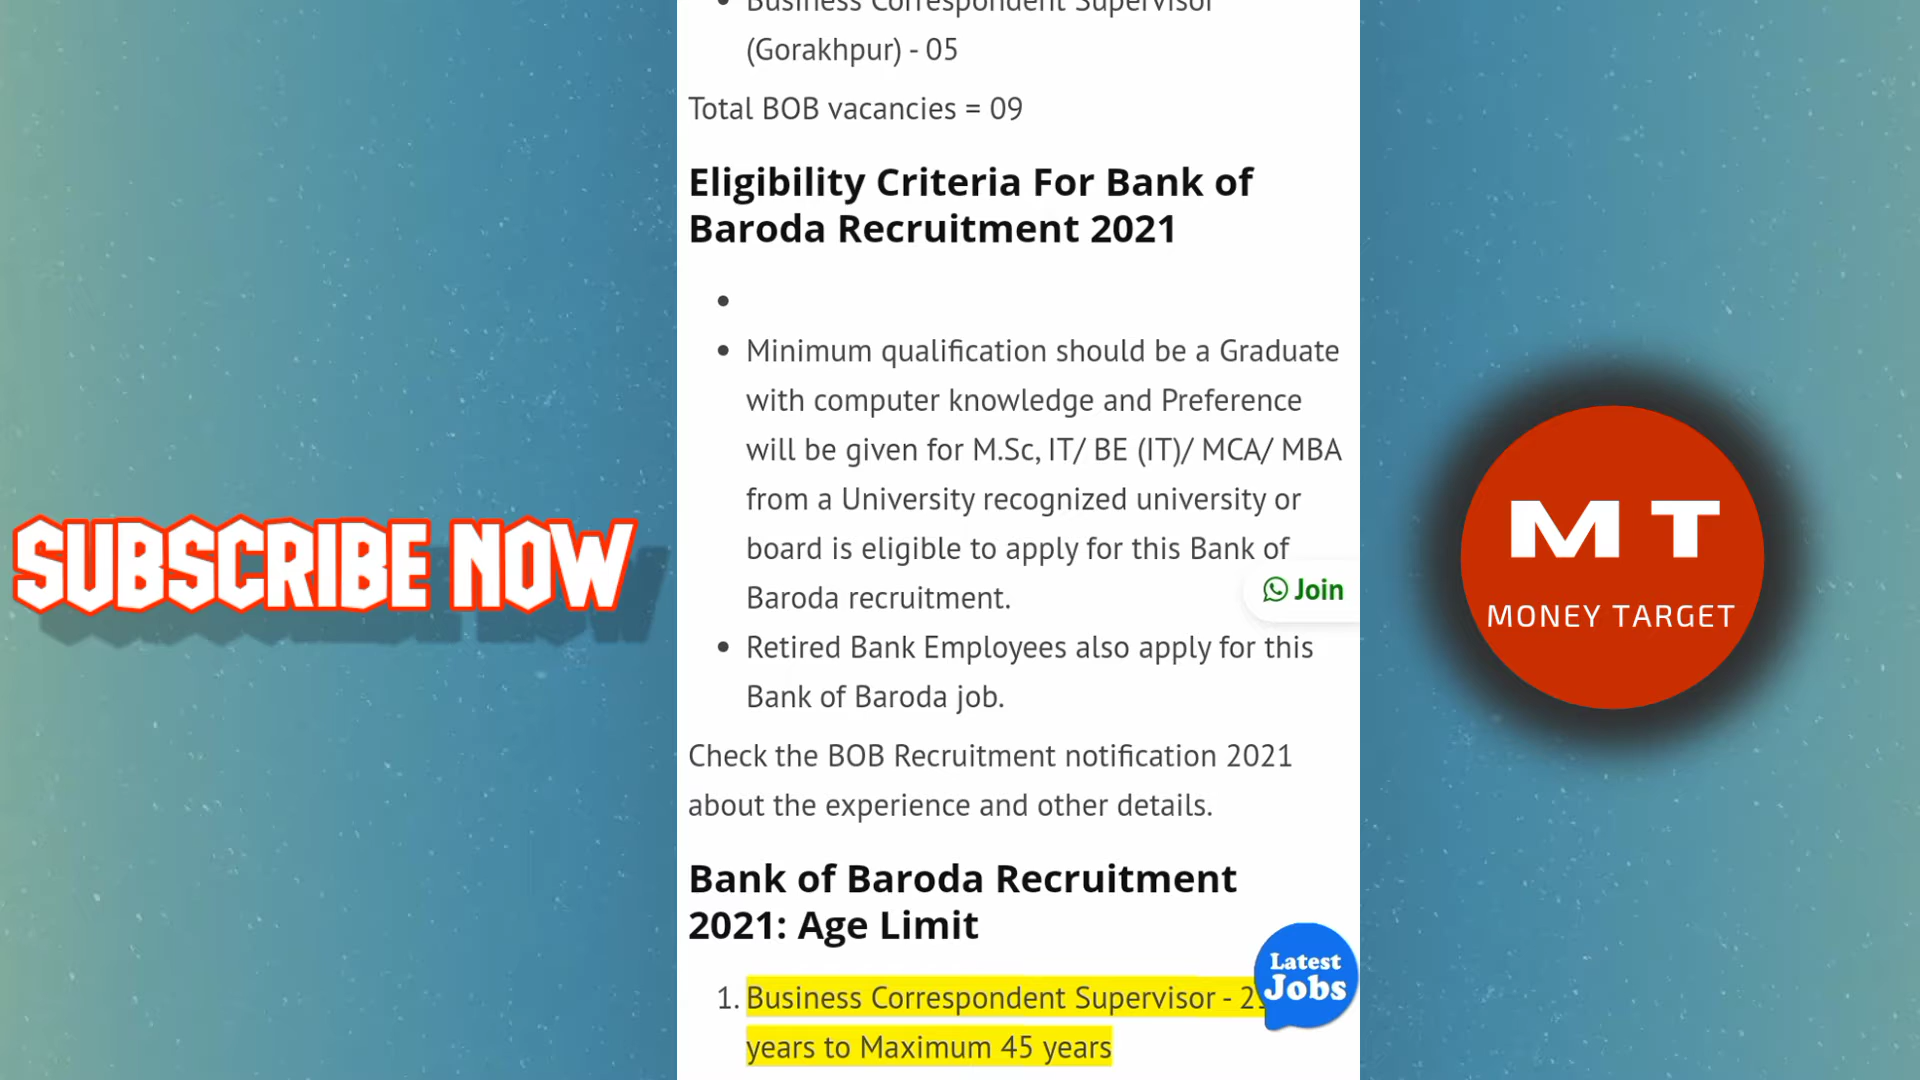 Business Correspondent Supervisor
(Gorakhpur) - 05
Total BOB vacancies = 09
Eligibility Criteria For Bank of
Baroda Recruitment 2021
Minimum qualification should be a Graduate
with computer knowledge and Preference
will be given for M.Sc, IT/ BE (IT)/ MCA/ MBA
from a University recognized university or
board is eligible to apply for this Bank of
Baroda recruitment.
Join
Retired Bank Employees also apply for this
Bank of Baroda job.
Check the BOB Recruitment notification 2021
about the experience and other details.
Bank of Baroda Recruitment
2021: Age Limit
1. Business Correspondent Supervisor -
years to Maximum 45 years
Latest
Jobs
SUBSCRIBE NOW
MT
MONEY TARGET